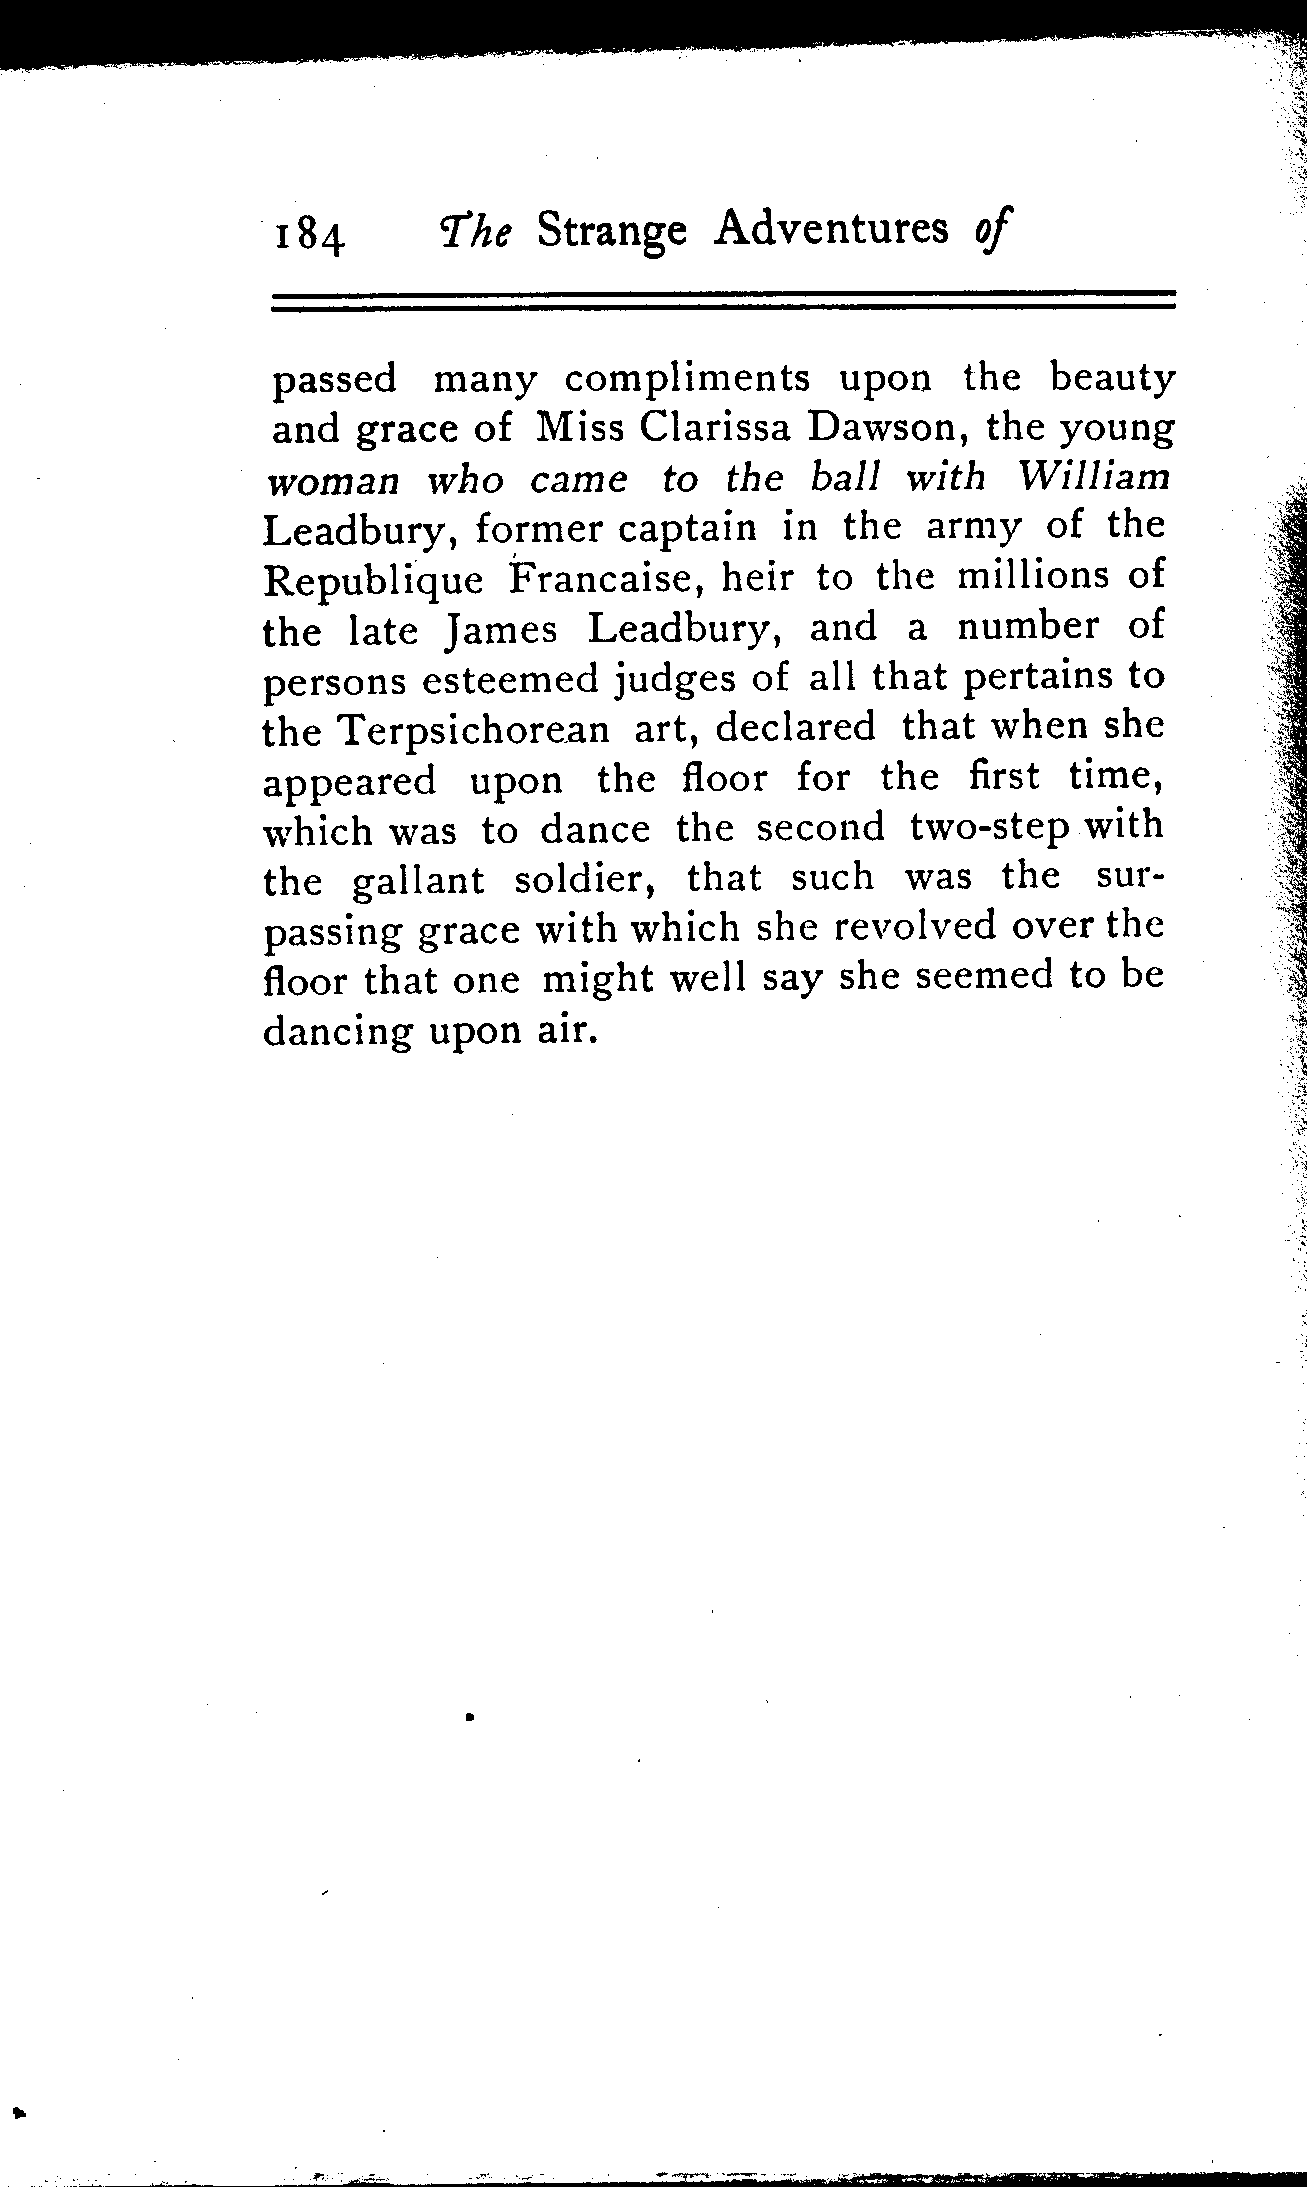 184 The Strange Adventures of
passed many compliments upon the beauty
and grace of Miss Clarissa Dawson, the young
woman who came to the ball with William
Leadbury, former captain in the army of the
Republique Francaise, heir to the millions of
the late James Leadbury, and a number of
persons esteemed judges of all that pertains to
the Terpsichorean art, declared that when she
appeared upon the floor for the first time,
which was to dance the second two-step with
the gallant soldier, that such was the sur-
passing grace with which she revolved over the
floor that one might well say she seemed to be
dancing upon air.